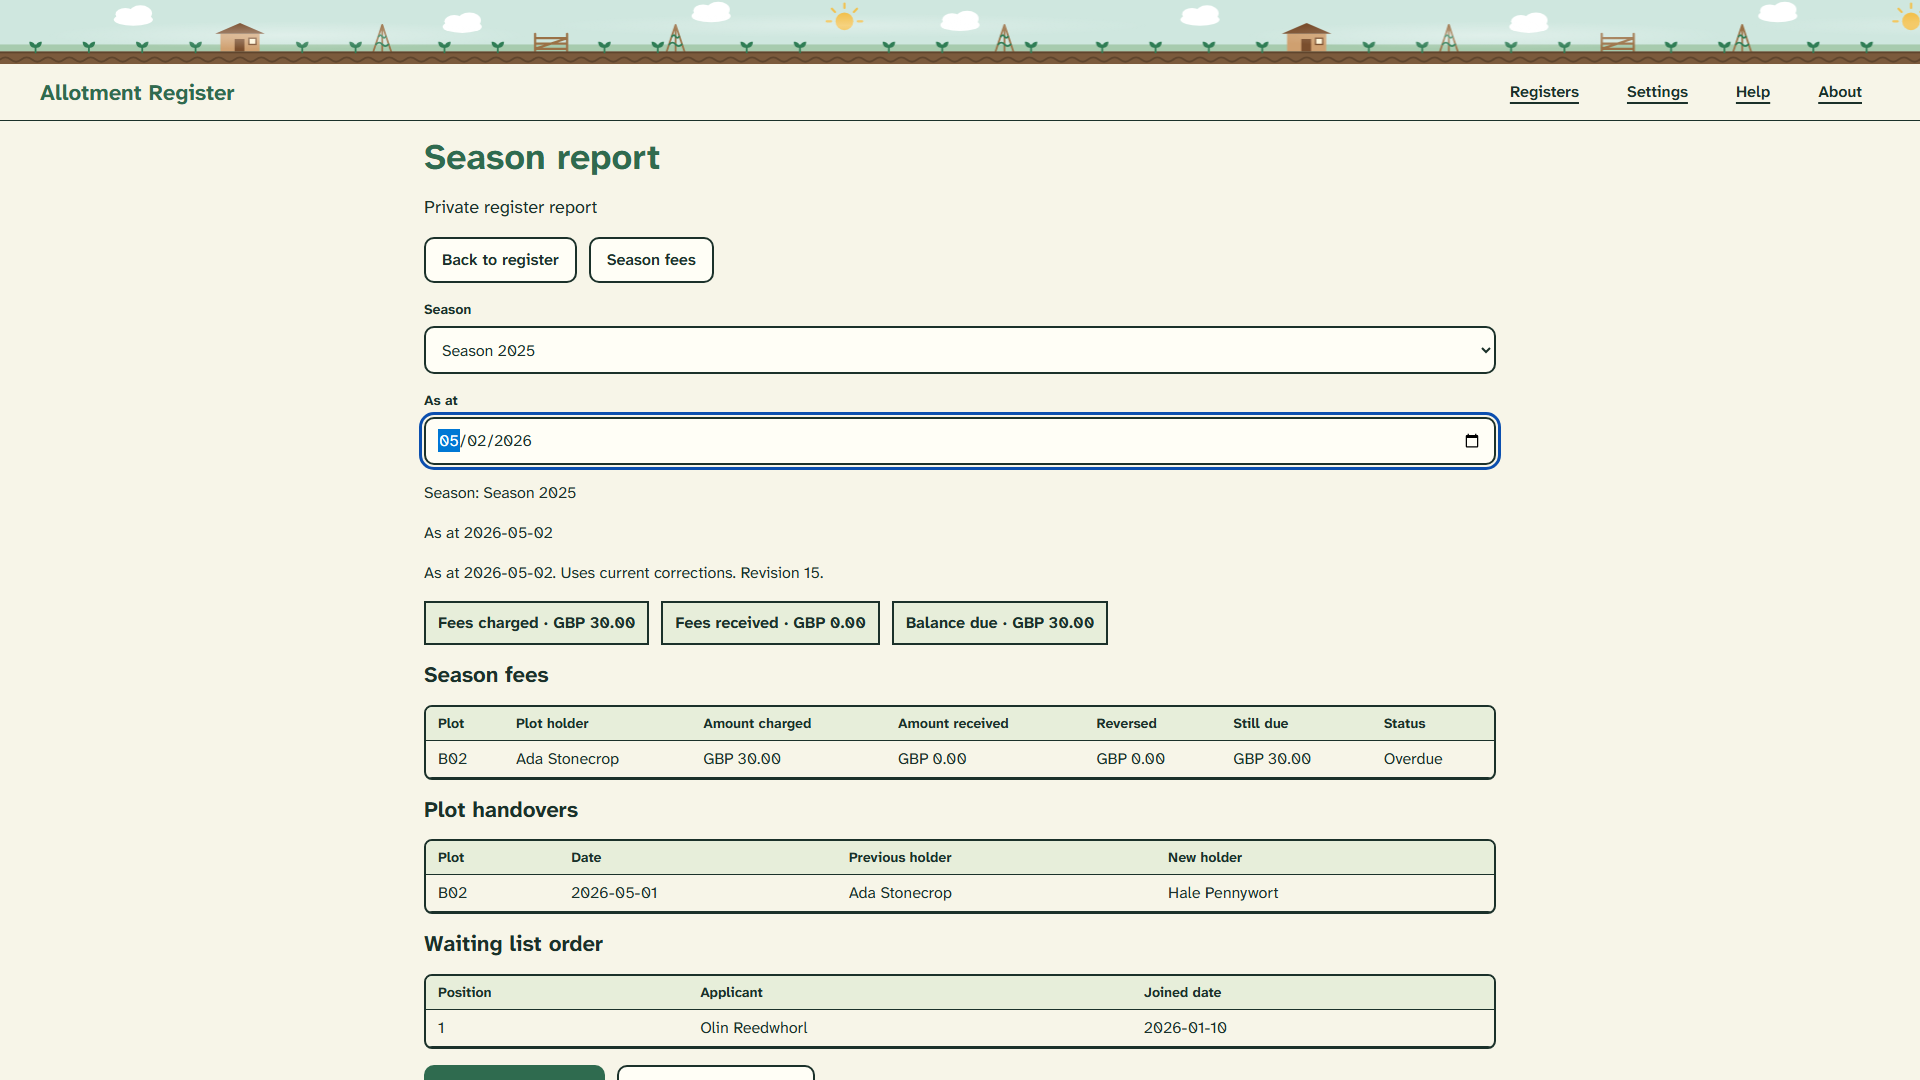 Allotment Register
Registers Settings Help About
Season report
Private register report
Back to register Season fees
Season
Season 2025
As at
05/02/2026
Season: Season 2025
As at 2026-05-02
As at 2026-05-02. Uses current corrections. Revision 15.
Fees charged · GBP 30.00 Fees received · GBP 0.00 Balance due · GBP 30.00
Season fees
Plot Plot holder Amount charged Amount received Reversed Still due Status
B02 Ada Stonecrop GBP 30.00 GBP 0.00 GBP 0.00 GBP 30.00 Overdue
Plot handovers
Plot Date Previous holder New holder
B02 2026-05-01 Ada Stonecrop Hale Pennywort
Waiting list order
Position Applicant Joined date
1 Olin Reedwhorl 2026-01-10